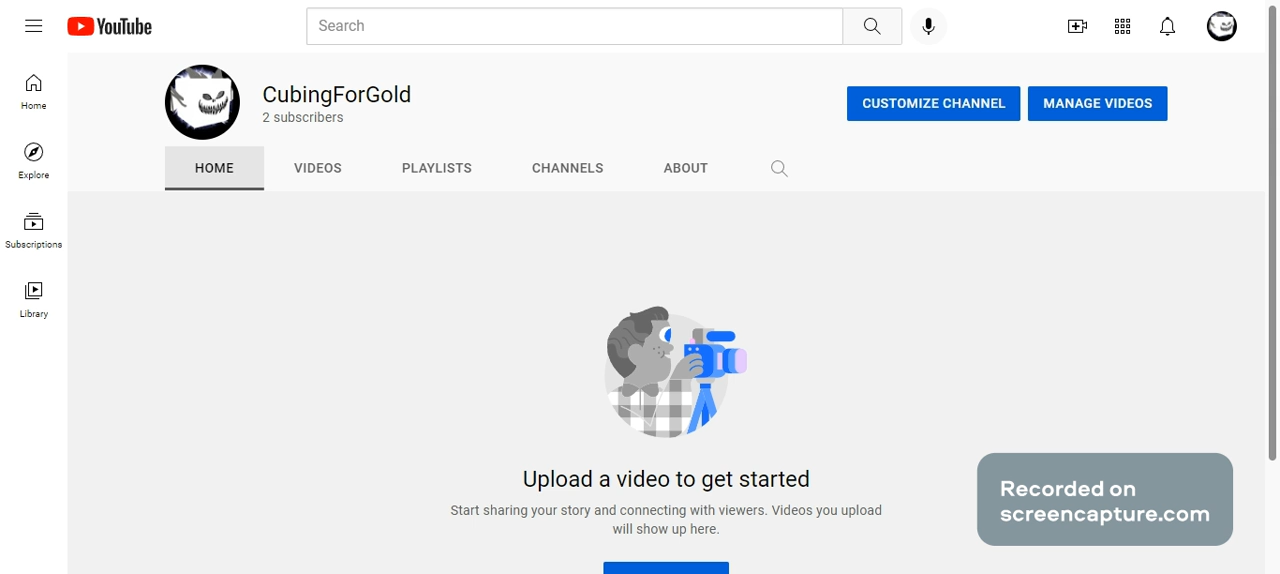 YouTube
Search
Home
Explore
Subscriptions
Library
CubingForGold
2 subscribers
CUSTOMIZE CHANNEL
MANAGE VIDEOS
HOME
VIDEOS
PLAYLISTS
CHANNELS
ABOUT
Upload a video to get started
Start sharing your story and connecting with viewers. Videos you upload
will show up here.
Recorded on
screencapture.com